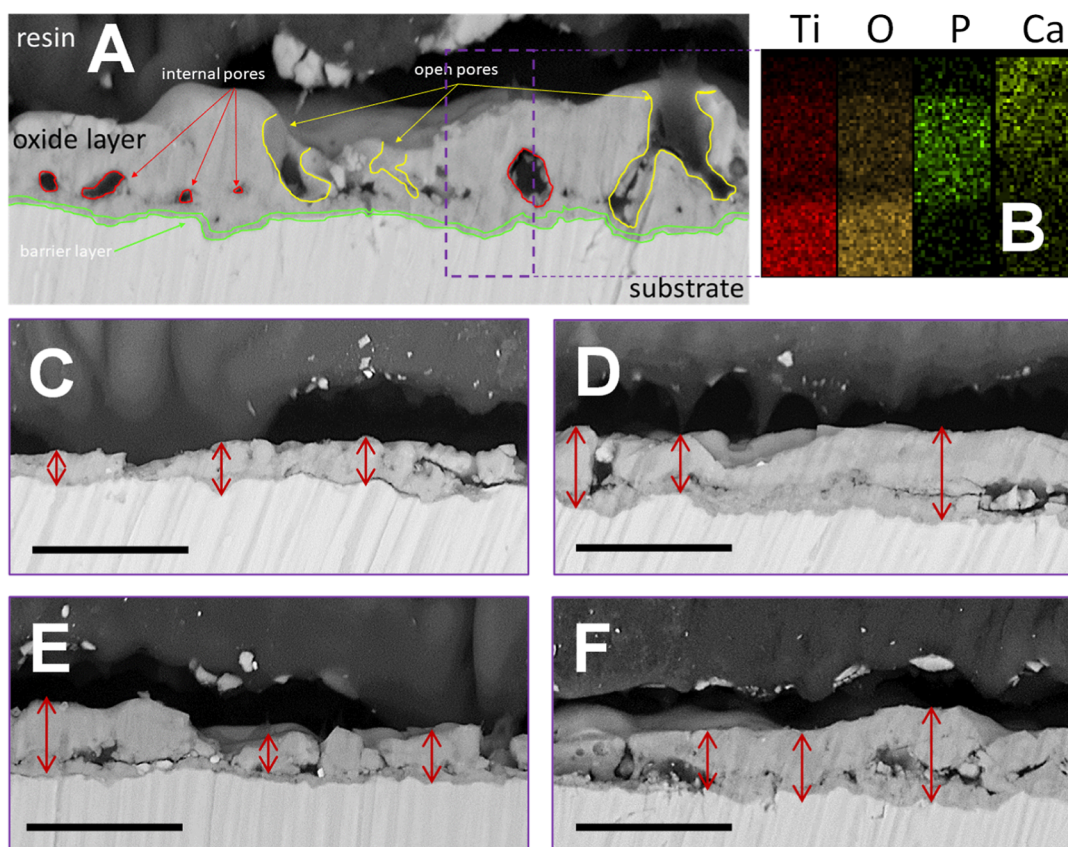 resin
A
internal pores
open pores
oxide layer
barrier layer
substrate
Ti O P Ca
B
C
D
E
F